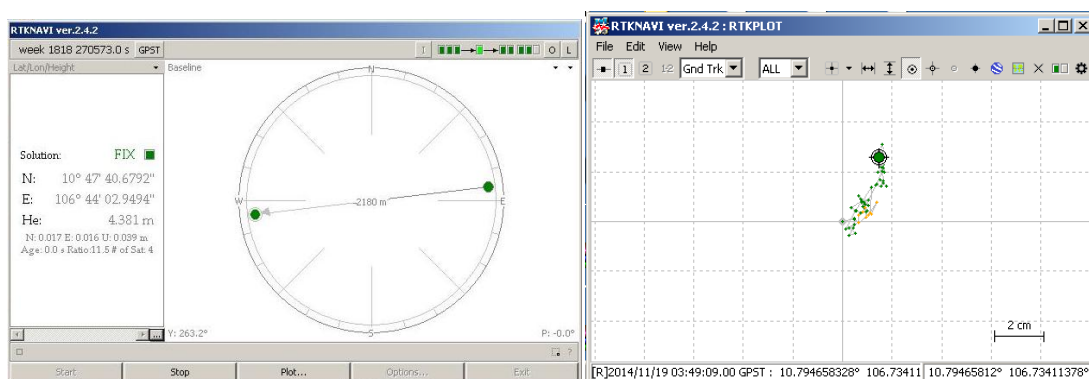 RTKNAVI ver.2.4.2
week 1818 270573.0 s GPST
I
O L
Lat/Lon/Height
Baseline
N
W
E
S
2180 m
Solution: FIX
N: 10° 47' 40.6792"
E: 106° 44' 02.9494"
He: 4.381 m
N: 0.017 E: 0.016 U: 0.039 m
Age: 0.0 s Ratio:11.5 # of Sat: 4
...
Y: 263.2°
P: -0.0°
?
Start Stop Plot... Options... Exit
RTKNAVI ver.2.4.2 : RTKPLOT
File Edit View Help
1 2 1-2 Gnd Trk ALL
2 cm
[R]2014/11/19 03:49:09.00 GPST : 10.794658328° 106.73411 10.79465812° 106.73411378°